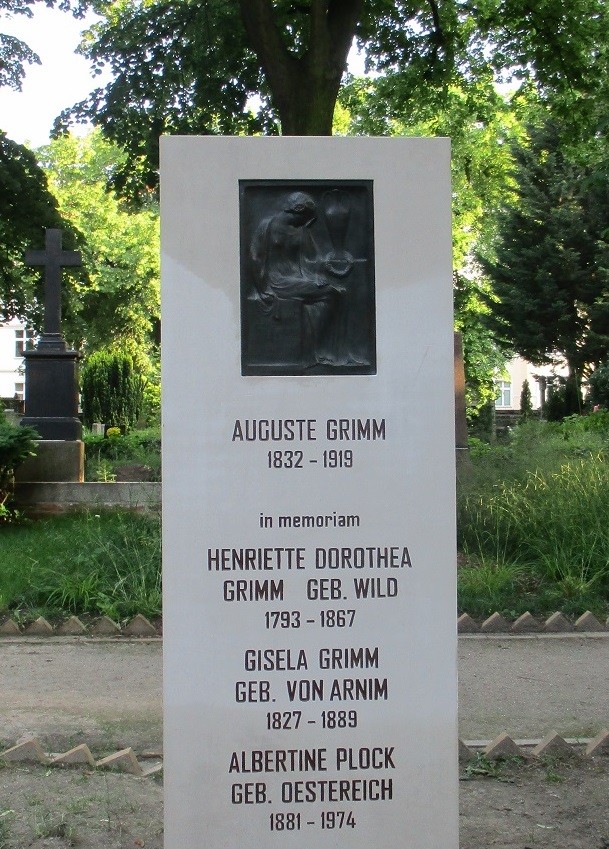 AUGUSTE GRIMM
1832 - 1919
in memoriam
HENRIETTE DOROTHEA
GRIMM GEB. WILD
1793 - 1867
GISELA GRIMM
GEB. VON ARNIM
1827 - 1889
ALBERTINE PLOCK
GEB. OESTEREICH
1881 - 1974